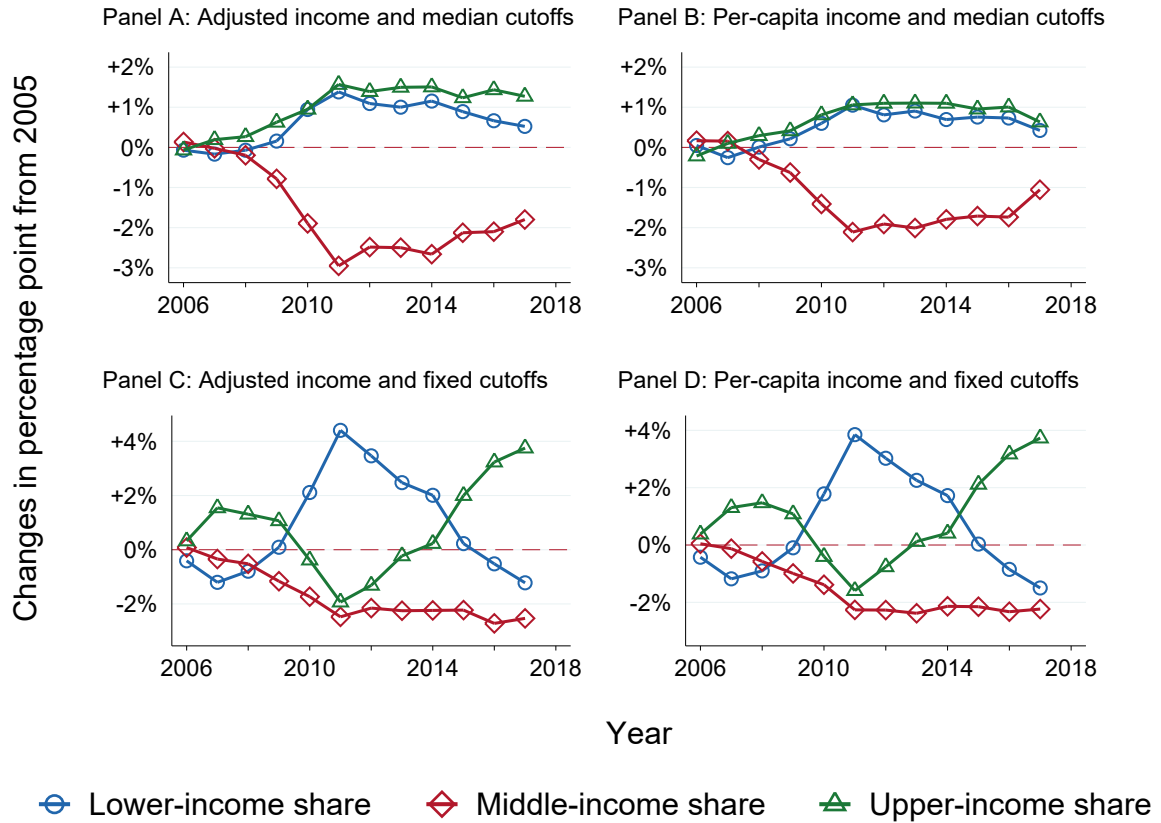 Panel A: Adjusted income and median cutoffs
+2%
+1%
0%
-1%
-2%
-3%
2006 2010 2014 2018
Panel B: Per-capita income and median cutoffs
+2%
+1%
0%
-1%
-2%
-3%
2006 2010 2014 2018
Panel C: Adjusted income and fixed cutoffs
+4%
+2%
0%
-2%
2006 2010 2014 2018
Panel D: Per-capita income and fixed cutoffs
+4%
+2%
0%
-2%
2006 2010 2014 2018
Changes in percentage point from 2005
Year
Lower-income share Middle-income share Upper-income share